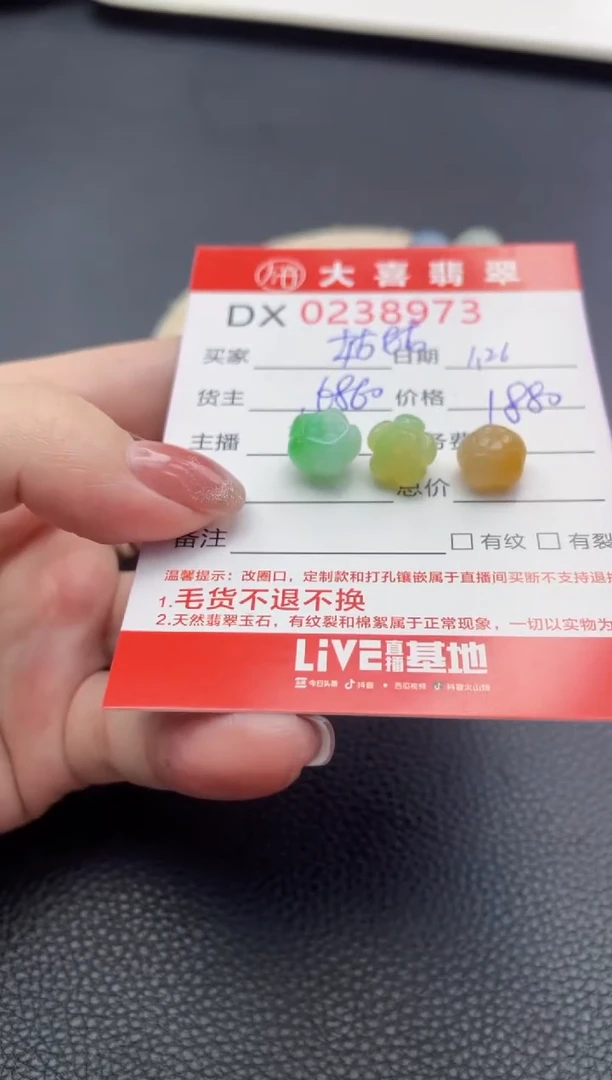 大喜翡翠
DX 0238973
买家 日期 1.26
货主 6860 价格 1880
主播
总价
备注 □有纹 □有裂
温馨提示：改圈口，定制款和打孔镶嵌属于直播间买断不支持退
1.毛货不退不换
2.天然翡翠玉石，有纹裂和棉絮属于正常现象，一切以实物为
LiVE直播基地
今日头条 抖音 • 西瓜视频 抖音火山版